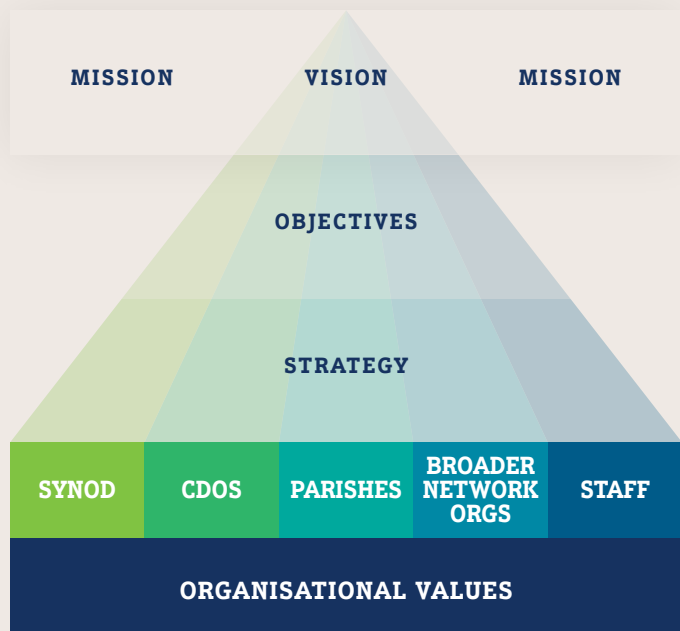 MISSION VISION MISSION
OBJECTIVES
STRATEGY
SYNOD
CDOS
PARISHES
BROADER
NETWORK
ORGS
STAFF
ORGANISATIONAL VALUES